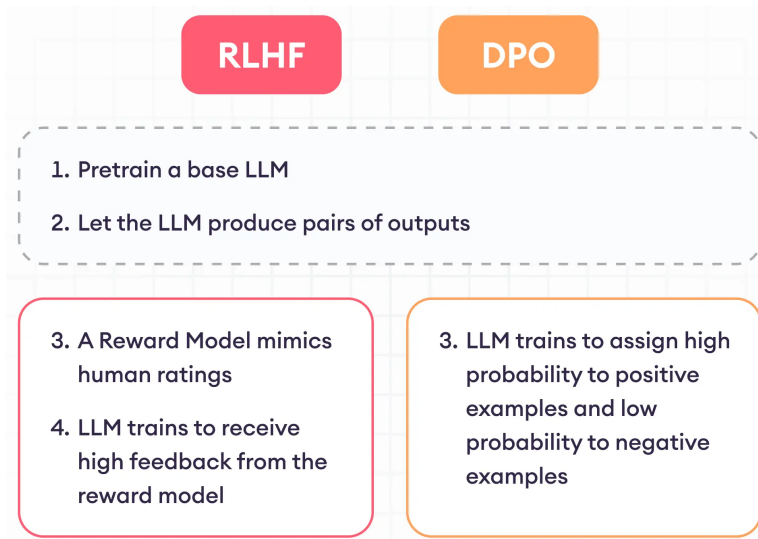 RLHF
DPO
1. Pretrain a base LLM
2. Let the LLM produce pairs of outputs
3. A Reward Model mimics
human ratings
4. LLM trains to receive
high feedback from the
reward model
3. LLM trains to assign high
probability to positive
examples and low
probability to negative
examples